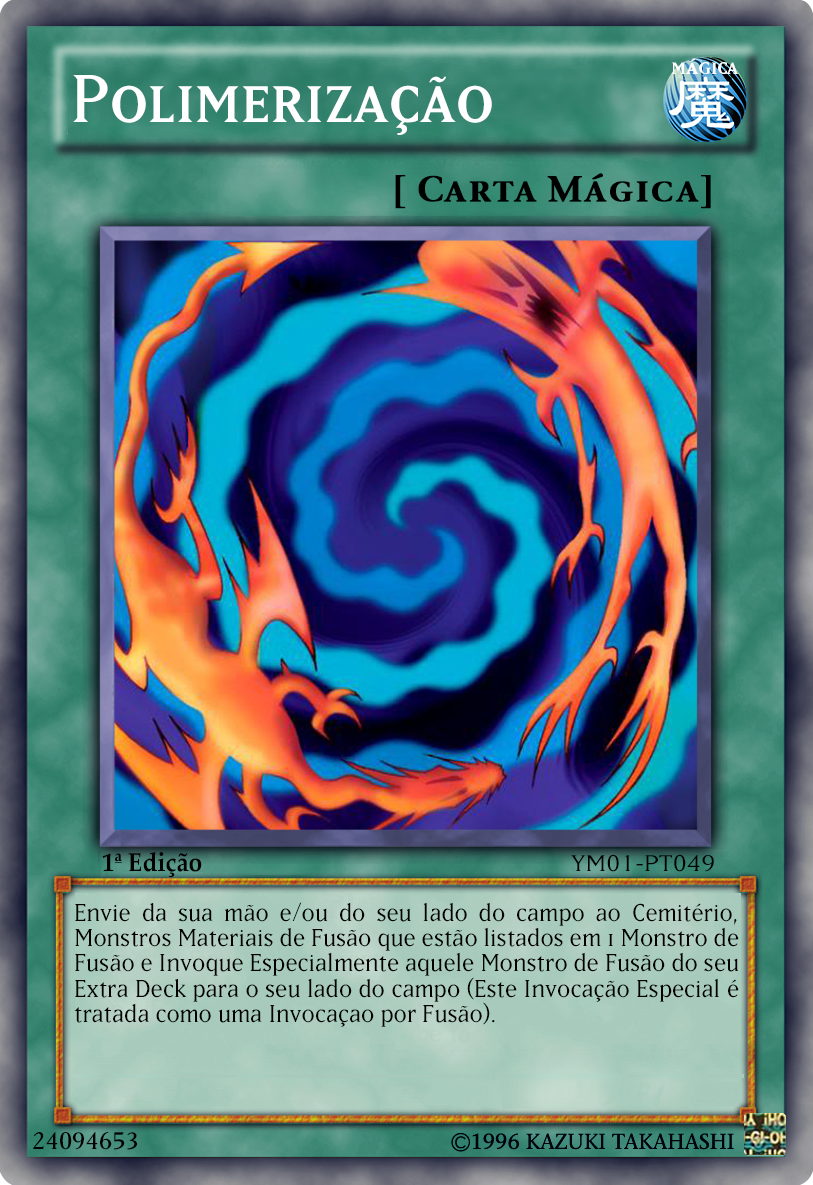 Polimerização
MÁGICA
魔
[ Carta Mágica]
1ª Edição
YM01-PT049
Envie da sua mão e/ou do seu lado do campo ao Cemitério,
Monstros Materiais de Fusão que estão listados em 1 Monstro de
Fusão e Invoque Especialmente aquele Monstro de Fusão do seu
Extra Deck para o seu lado do campo (Este Invocação Especial é
tratada como uma Invocaçao por Fusão).
24094653
©1996 KAZUKI TAKAHASHI